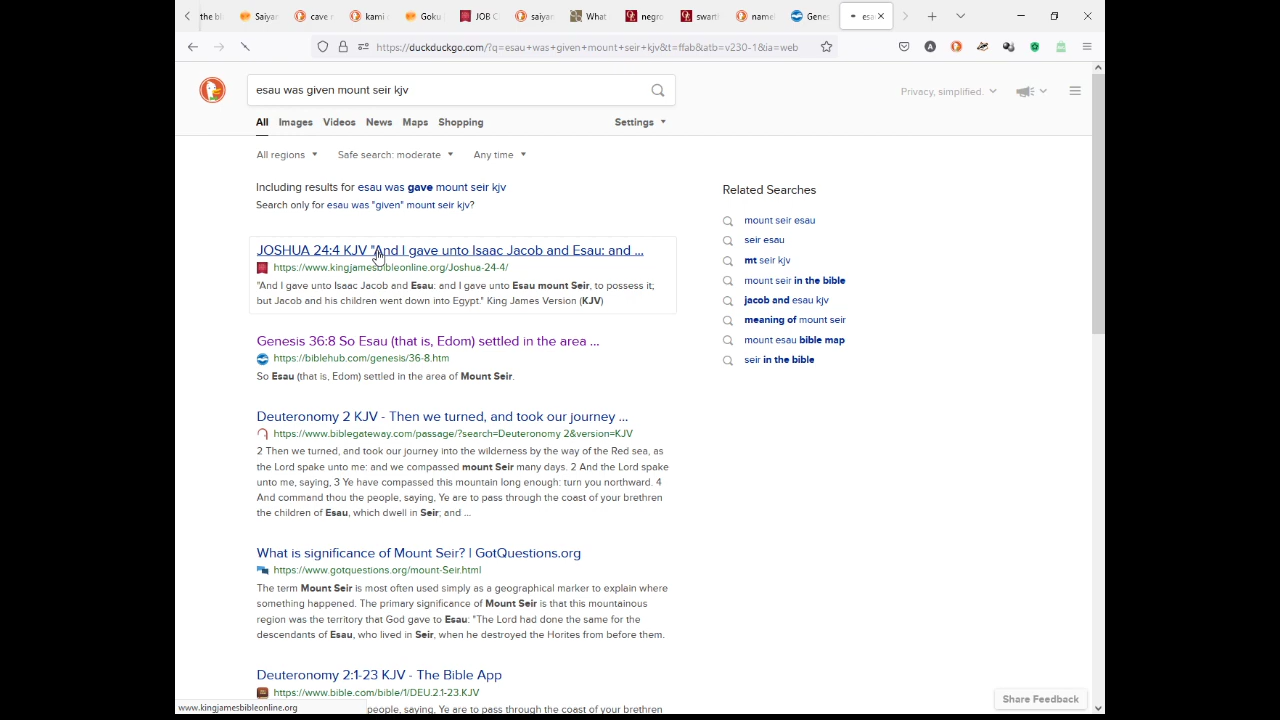 the bl
Saiyar
cave r
kami a
Goku
JOB C
saiyan
What
negro
swarth
name
Genes
esa
https://duckduckgo.com/?q=esau+was+given+mount+seir+kjv&t=ffab&atb=v230-1&ia=web
esau was given mount seir kjv
Privacy, simplified.
All Images Videos News Maps Shopping Settings
All regions Safe search: moderate Any time
Including results for esau was gave mount seir kjv
Search only for esau was "given" mount seir kjv?
JOSHUA 24:4 KJV "And I gave unto Isaac Jacob and Esau: and ...
https://www.kingjamesbibleonline.org/Joshua-24-4/
"And I gave unto Isaac Jacob and Esau: and I gave unto Esau mount Seir, to possess it;
but Jacob and his children went down into Egypt." King James Version (KJV)
Genesis 36:8 So Esau (that is, Edom) settled in the area ...
https://biblehub.com/genesis/36-8.htm
So Esau (that is, Edom) settled in the area of Mount Seir.
Deuteronomy 2 KJV - Then we turned, and took our journey ...
https://www.biblegateway.com/passage/?search=Deuteronomy 2&version=KJV
2 Then we turned, and took our journey into the wilderness by the way of the Red sea, as
the Lord spake unto me: and we compassed mount Seir many days. 2 And the Lord spake
unto me, saying, 3 Ye have compassed this mountain long enough: turn you northward. 4
And command thou the people, saying, Ye are to pass through the coast of your brethren
the children of Esau, which dwell in Seir; and ...
What is significance of Mount Seir? | GotQuestions.org
https://www.gotquestions.org/mount-Seir.html
The term Mount Seir is most often used simply as a geographical marker to explain where
something happened. The primary significance of Mount Seir is that this mountainous
region was the territory that God gave to Esau: "The Lord had done the same for the
descendants of Esau, who lived in Seir, when he destroyed the Horites from before them.
Deuteronomy 2:1-23 KJV - The Bible App
https://www.bible.com/bible/1/DEU.2.1-23.KJV
people, saying, Ye are to pass through the coast of your brethren
Related Searches
mount seir esau
seir esau
mt seir kjv
mount seir in the bible
jacob and esau kjv
meaning of mount seir
mount esau bible map
seir in the bible
Share Feedback
www.kingjamesbibleonline.org